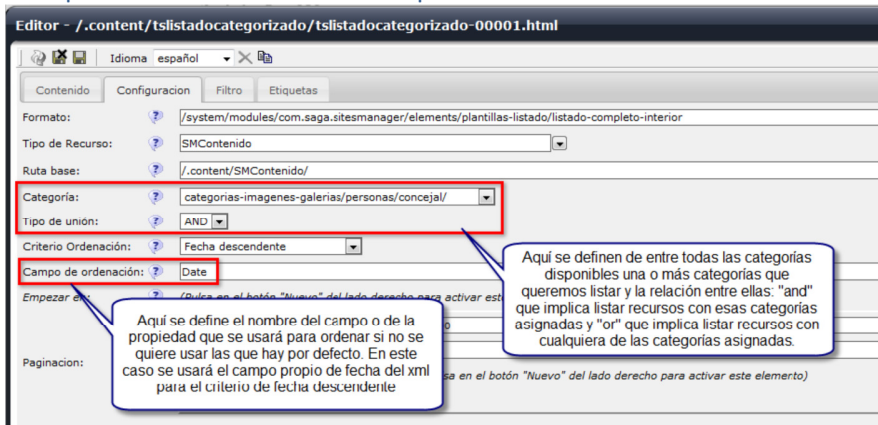 Editor - /.content/tslistadocategorizado/tslistadocategorizado-00001.html
Idioma español
Contenido Configuracion Filtro Etiquetas
Formato: /system/modules/com.saga.sitesmanager/elements/plantillas-listado/listado-completo-interior
Tipo de Recurso: SMContenido
Ruta base: /.content/SMContenido/
Categoría: categorias-imagenes-galerias/personas/concejal/
Tipo de unión: AND
Criterio Ordenación: Fecha descendente
Campo de ordenación: Date
Empezar en: (Pulsa en el botón "Nuevo" del lado derecho para activar este
Paginacion:
sa en el botón "Nuevo" del lado derecho para activar este elemento)
Aquí se definen de entre todas las categorías
disponibles una o más categorías que
queremos listar y la relación entre ellas: "and"
que implica listar recursos con esas categorías
asignadas y "or" que implica listar recursos con
cualquiera de las categorías asignadas.
Aquí se define el nombre del campo o de la
propiedad que se usará para ordenar si no se
quiere usar las que hay por defecto. En este
caso se usará el campo propio de fecha del xml
para el criterio de fecha descendente